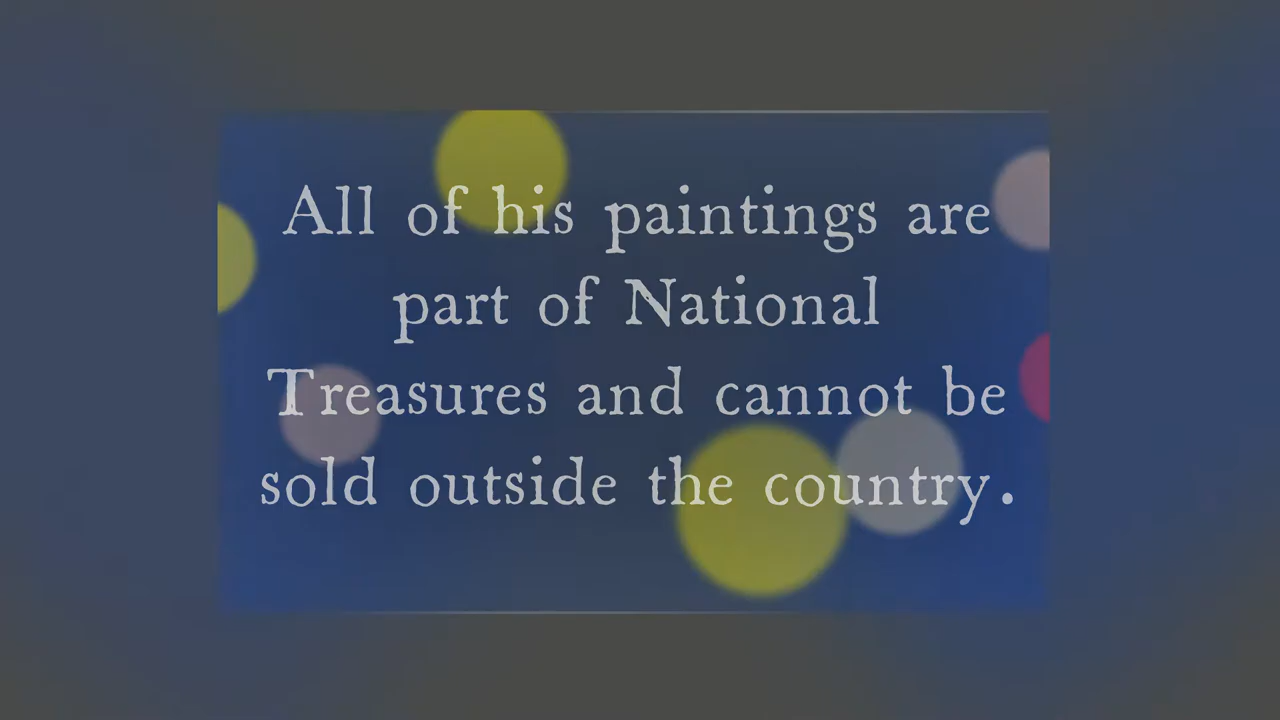 All of his paintings are
part of National
Treasures and cannot be
sold outside the country.